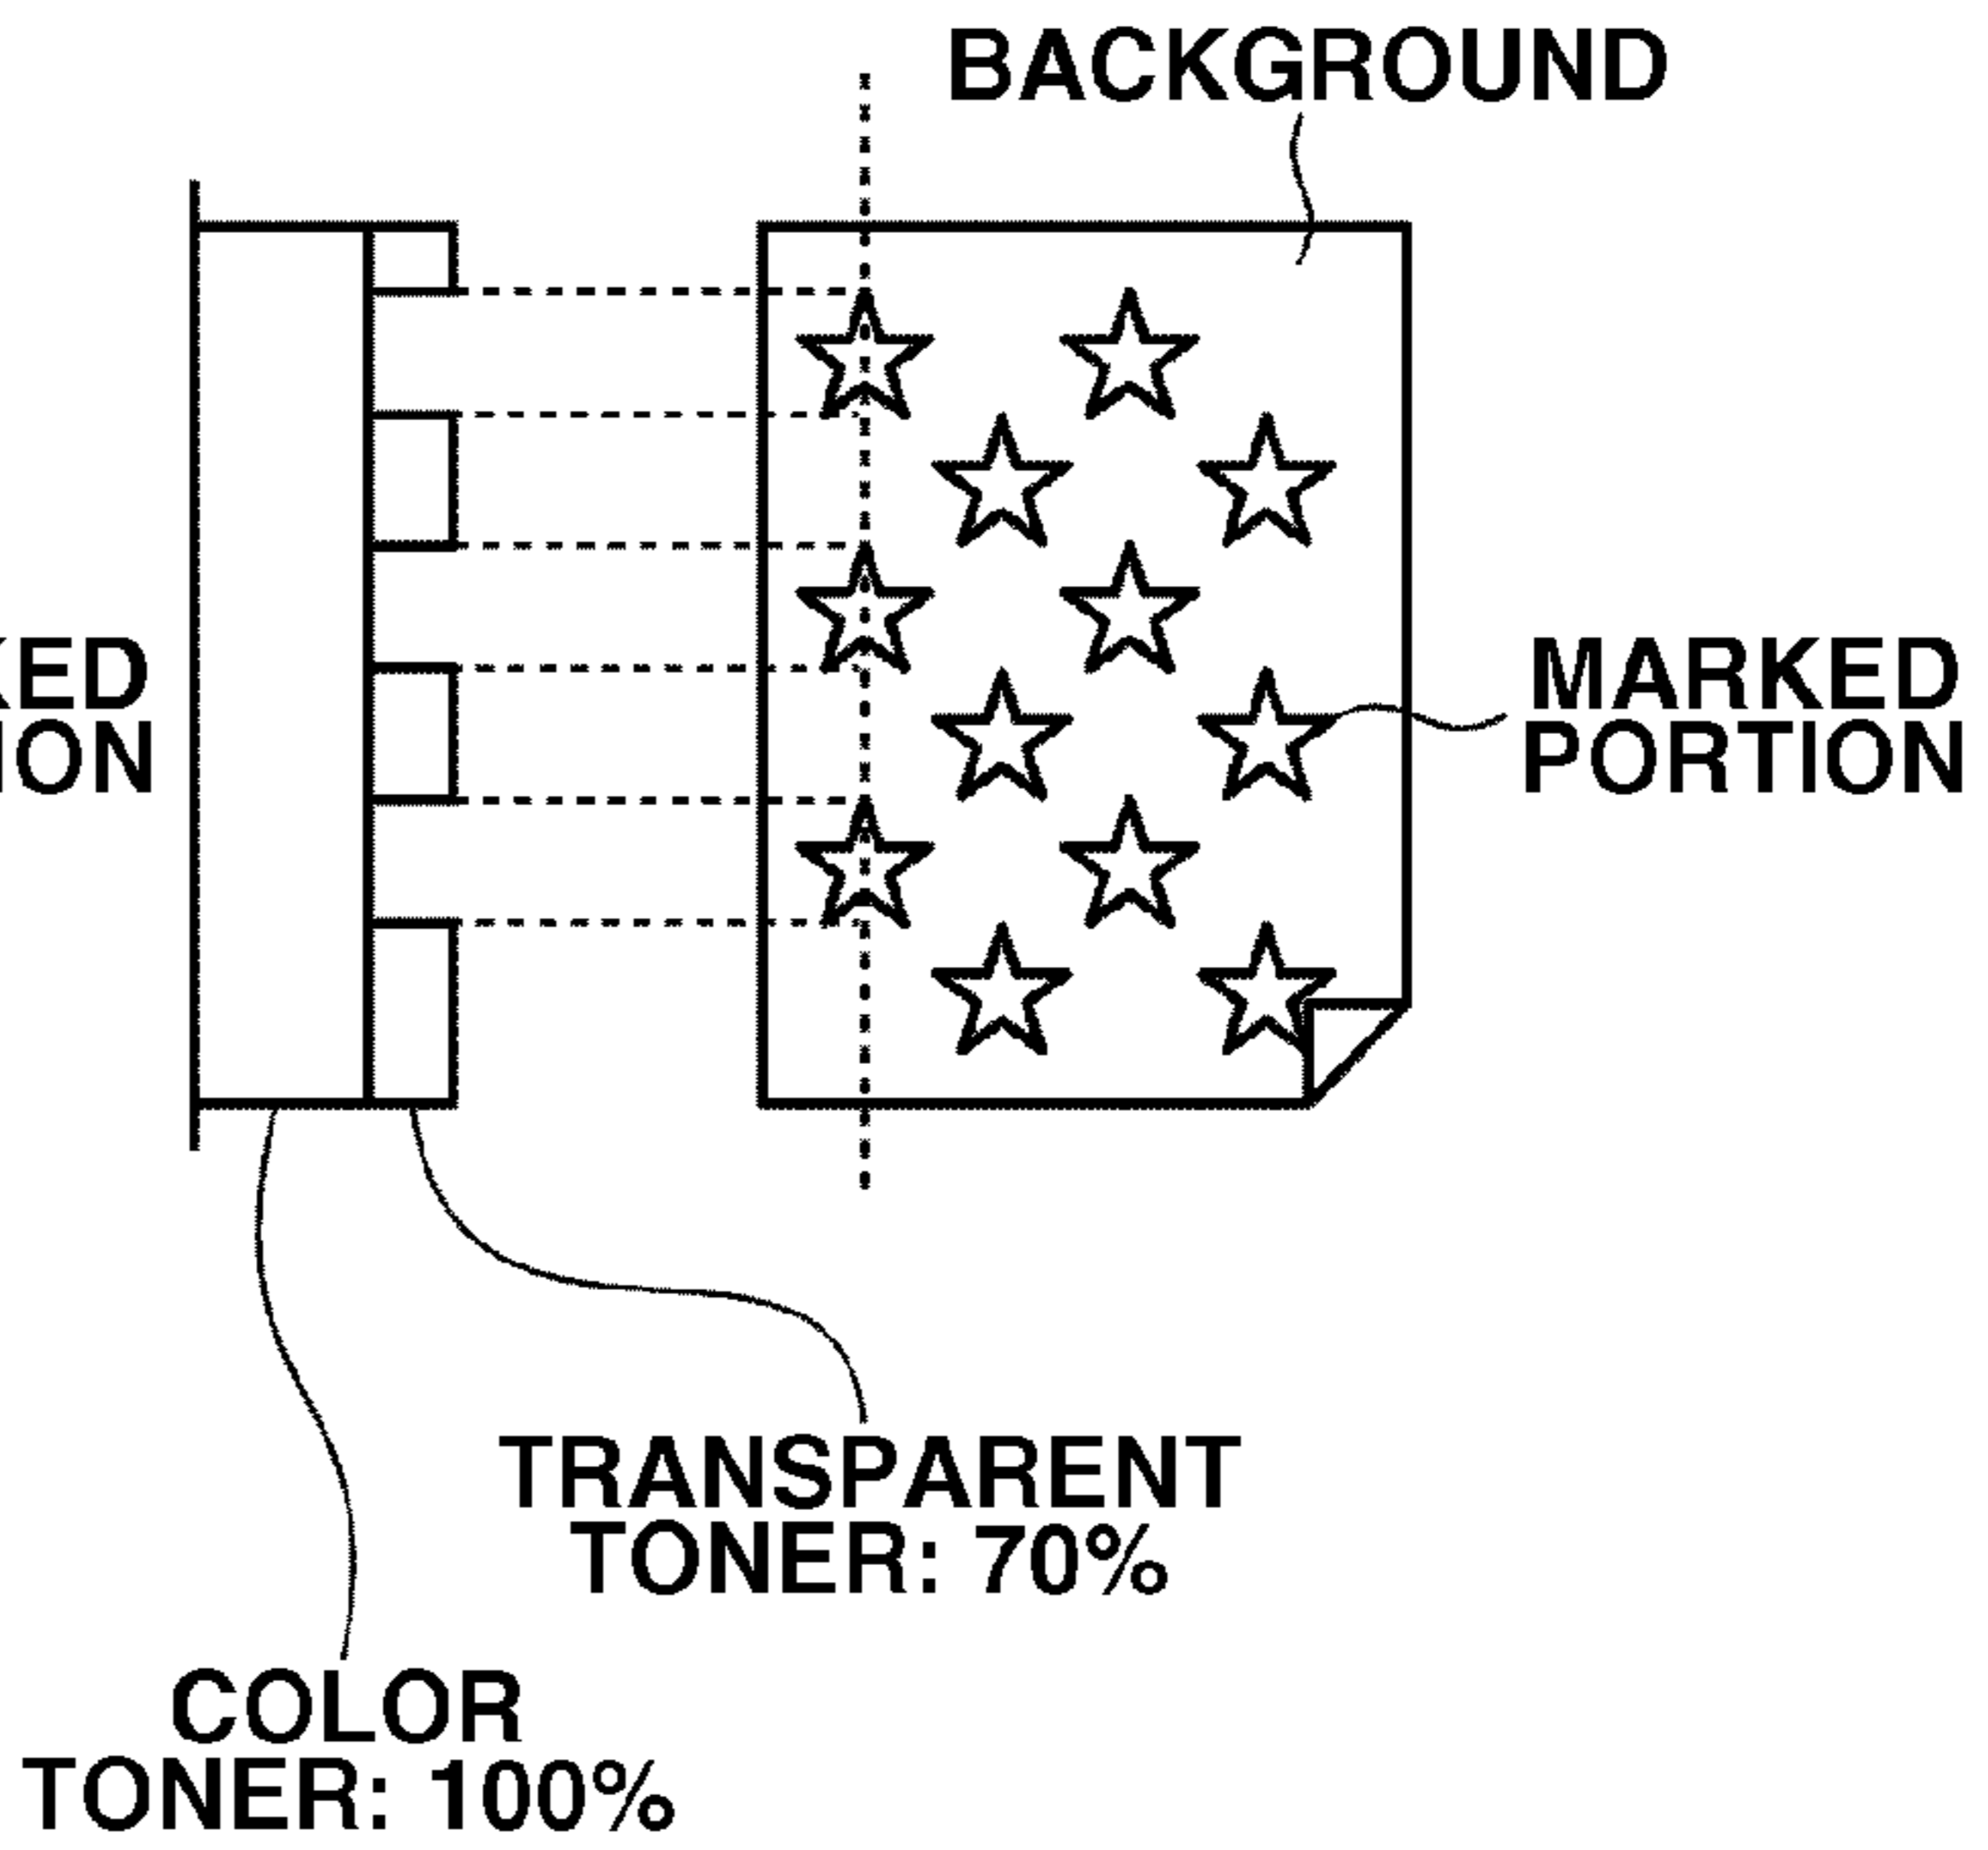 BACKGROUND
KED
ION
MARKED
PORTION
TRANSPARENT
TONER: 70%
COLOR
TONER: 100%